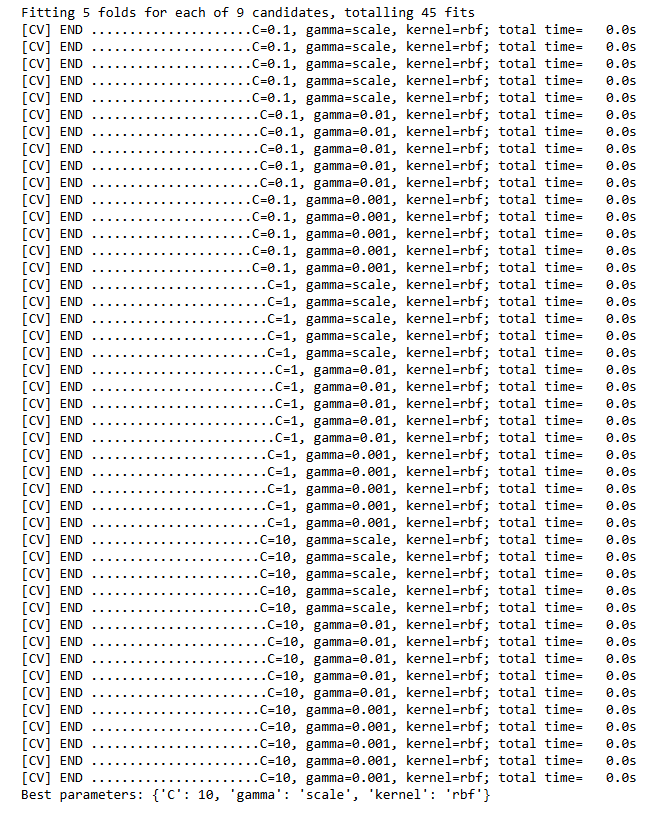 Fitting 5 folds for each of 9 candidates, totalling 45 fits
[CV] END .....................C=0.1, gamma=scale, kernel=rbf; total time=   0.0s
[CV] END .....................C=0.1, gamma=scale, kernel=rbf; total time=   0.0s
[CV] END .....................C=0.1, gamma=scale, kernel=rbf; total time=   0.0s
[CV] END .....................C=0.1, gamma=scale, kernel=rbf; total time=   0.0s
[CV] END .....................C=0.1, gamma=scale, kernel=rbf; total time=   0.0s
[CV] END ......................C=0.1, gamma=0.01, kernel=rbf; total time=   0.0s
[CV] END ......................C=0.1, gamma=0.01, kernel=rbf; total time=   0.0s
[CV] END ......................C=0.1, gamma=0.01, kernel=rbf; total time=   0.0s
[CV] END ......................C=0.1, gamma=0.01, kernel=rbf; total time=   0.0s
[CV] END ......................C=0.1, gamma=0.01, kernel=rbf; total time=   0.0s
[CV] END .....................C=0.1, gamma=0.001, kernel=rbf; total time=   0.0s
[CV] END .....................C=0.1, gamma=0.001, kernel=rbf; total time=   0.0s
[CV] END .....................C=0.1, gamma=0.001, kernel=rbf; total time=   0.0s
[CV] END .....................C=0.1, gamma=0.001, kernel=rbf; total time=   0.0s
[CV] END .....................C=0.1, gamma=0.001, kernel=rbf; total time=   0.0s
[CV] END .......................C=1, gamma=scale, kernel=rbf; total time=   0.0s
[CV] END .......................C=1, gamma=scale, kernel=rbf; total time=   0.0s
[CV] END .......................C=1, gamma=scale, kernel=rbf; total time=   0.0s
[CV] END .......................C=1, gamma=scale, kernel=rbf; total time=   0.0s
[CV] END .......................C=1, gamma=scale, kernel=rbf; total time=   0.0s
[CV] END ........................C=1, gamma=0.01, kernel=rbf; total time=   0.0s
[CV] END ........................C=1, gamma=0.01, kernel=rbf; total time=   0.0s
[CV] END ........................C=1, gamma=0.01, kernel=rbf; total time=   0.0s
[CV] END ........................C=1, gamma=0.01, kernel=rbf; total time=   0.0s
[CV] END ........................C=1, gamma=0.01, kernel=rbf; total time=   0.0s
[CV] END .......................C=1, gamma=0.001, kernel=rbf; total time=   0.0s
[CV] END .......................C=1, gamma=0.001, kernel=rbf; total time=   0.0s
[CV] END .......................C=1, gamma=0.001, kernel=rbf; total time=   0.0s
[CV] END .......................C=1, gamma=0.001, kernel=rbf; total time=   0.0s
[CV] END .......................C=1, gamma=0.001, kernel=rbf; total time=   0.0s
[CV] END ......................C=10, gamma=scale, kernel=rbf; total time=   0.0s
[CV] END ......................C=10, gamma=scale, kernel=rbf; total time=   0.0s
[CV] END ......................C=10, gamma=scale, kernel=rbf; total time=   0.0s
[CV] END ......................C=10, gamma=scale, kernel=rbf; total time=   0.0s
[CV] END ......................C=10, gamma=scale, kernel=rbf; total time=   0.0s
[CV] END .......................C=10, gamma=0.01, kernel=rbf; total time=   0.0s
[CV] END .......................C=10, gamma=0.01, kernel=rbf; total time=   0.0s
[CV] END .......................C=10, gamma=0.01, kernel=rbf; total time=   0.0s
[CV] END .......................C=10, gamma=0.01, kernel=rbf; total time=   0.0s
[CV] END .......................C=10, gamma=0.01, kernel=rbf; total time=   0.0s
[CV] END ......................C=10, gamma=0.001, kernel=rbf; total time=   0.0s
[CV] END ......................C=10, gamma=0.001, kernel=rbf; total time=   0.0s
[CV] END ......................C=10, gamma=0.001, kernel=rbf; total time=   0.0s
[CV] END ......................C=10, gamma=0.001, kernel=rbf; total time=   0.0s
[CV] END ......................C=10, gamma=0.001, kernel=rbf; total time=   0.0s
Best parameters: {'C': 10, 'gamma': 'scale', 'kernel': 'rbf'}